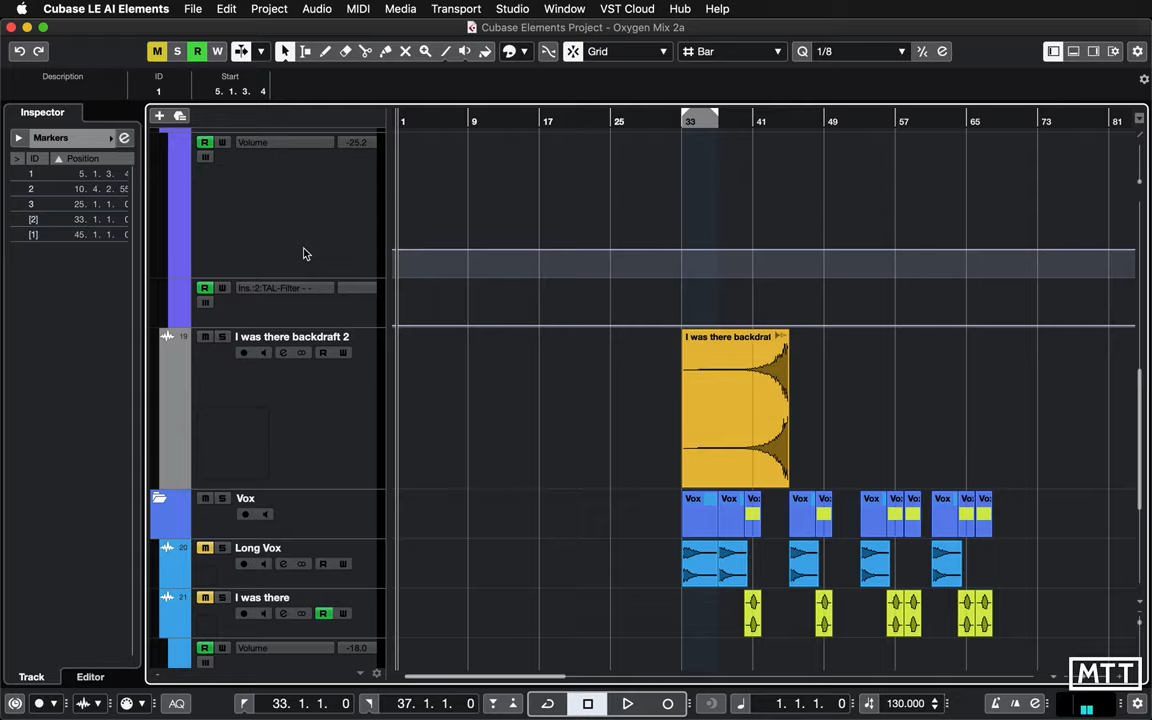 Cubase LE AI Elements File Edit Project Audio MIDI Media Transport Studio Window VST Cloud Hub Help
Cubase Elements Project - Oxygen Mix 2a
M S R W Grid Bar Q 1/8
Description ID Start
1 5. 1. 3. 4
Inspector
Markers
> ID Position
1 5. 1. 3. 4
2 10. 4. 2. 55
3 25. 1. 1. 0
[2] 33. 1. 1. 0
[1] 45. 1. 1. 0
1 9 17 25 33 41 49 57 65 73 81
R W Volume -25.2
R W Ins.:2:TAL-Filter - -
19 M S I was there backdraft 2
R W
I was there backdraf
M S Vox
Vox Vox Vo: Vox Vo: Vox Vo: Vo: Vox Vo: Vo:
20 M S Long Vox
R W
21 M S I was there
R W
R W Volume -18.0
Track Editor
MTT
AQ 33. 1. 1. 0 37. 1. 1. 0 1. 1. 1. 0 130.000